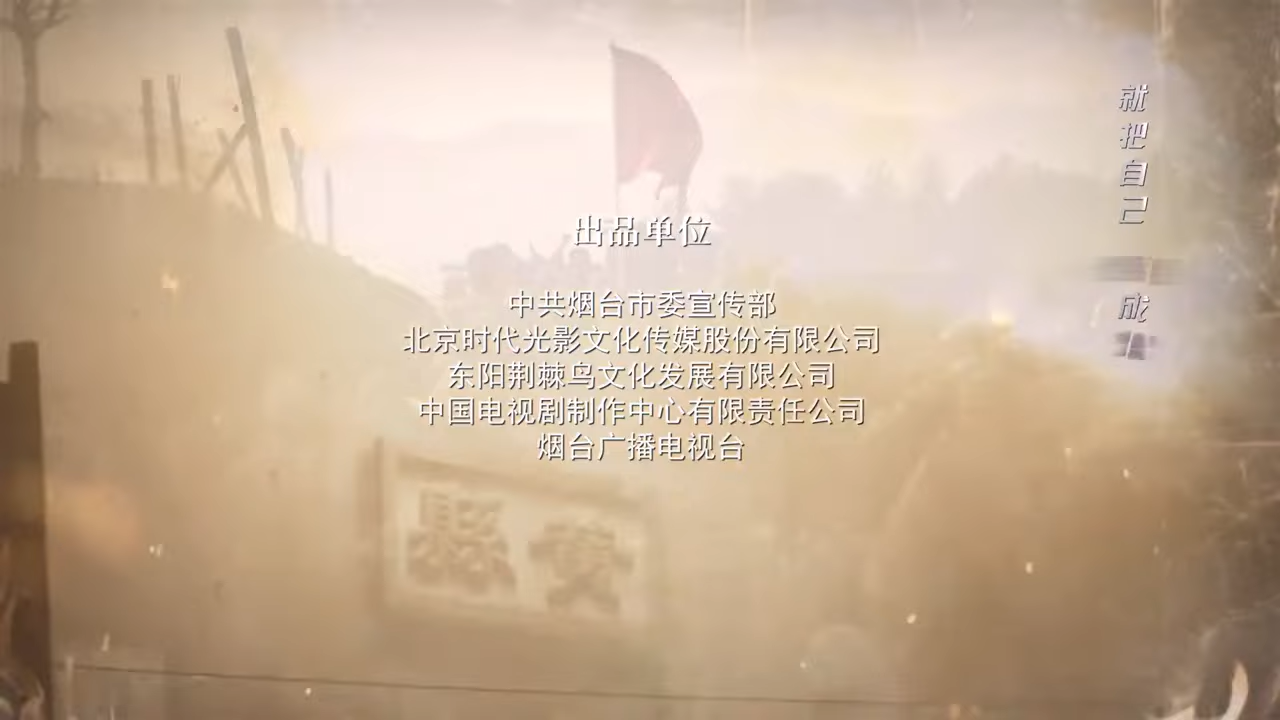 出品单位
中共烟台市委宣传部
北京时代光影文化传媒股份有限公司
东阳荆棘鸟文化发展有限公司
中国电视剧制作中心有限责任公司
烟台广播电视台
就把自己
成
縣黄